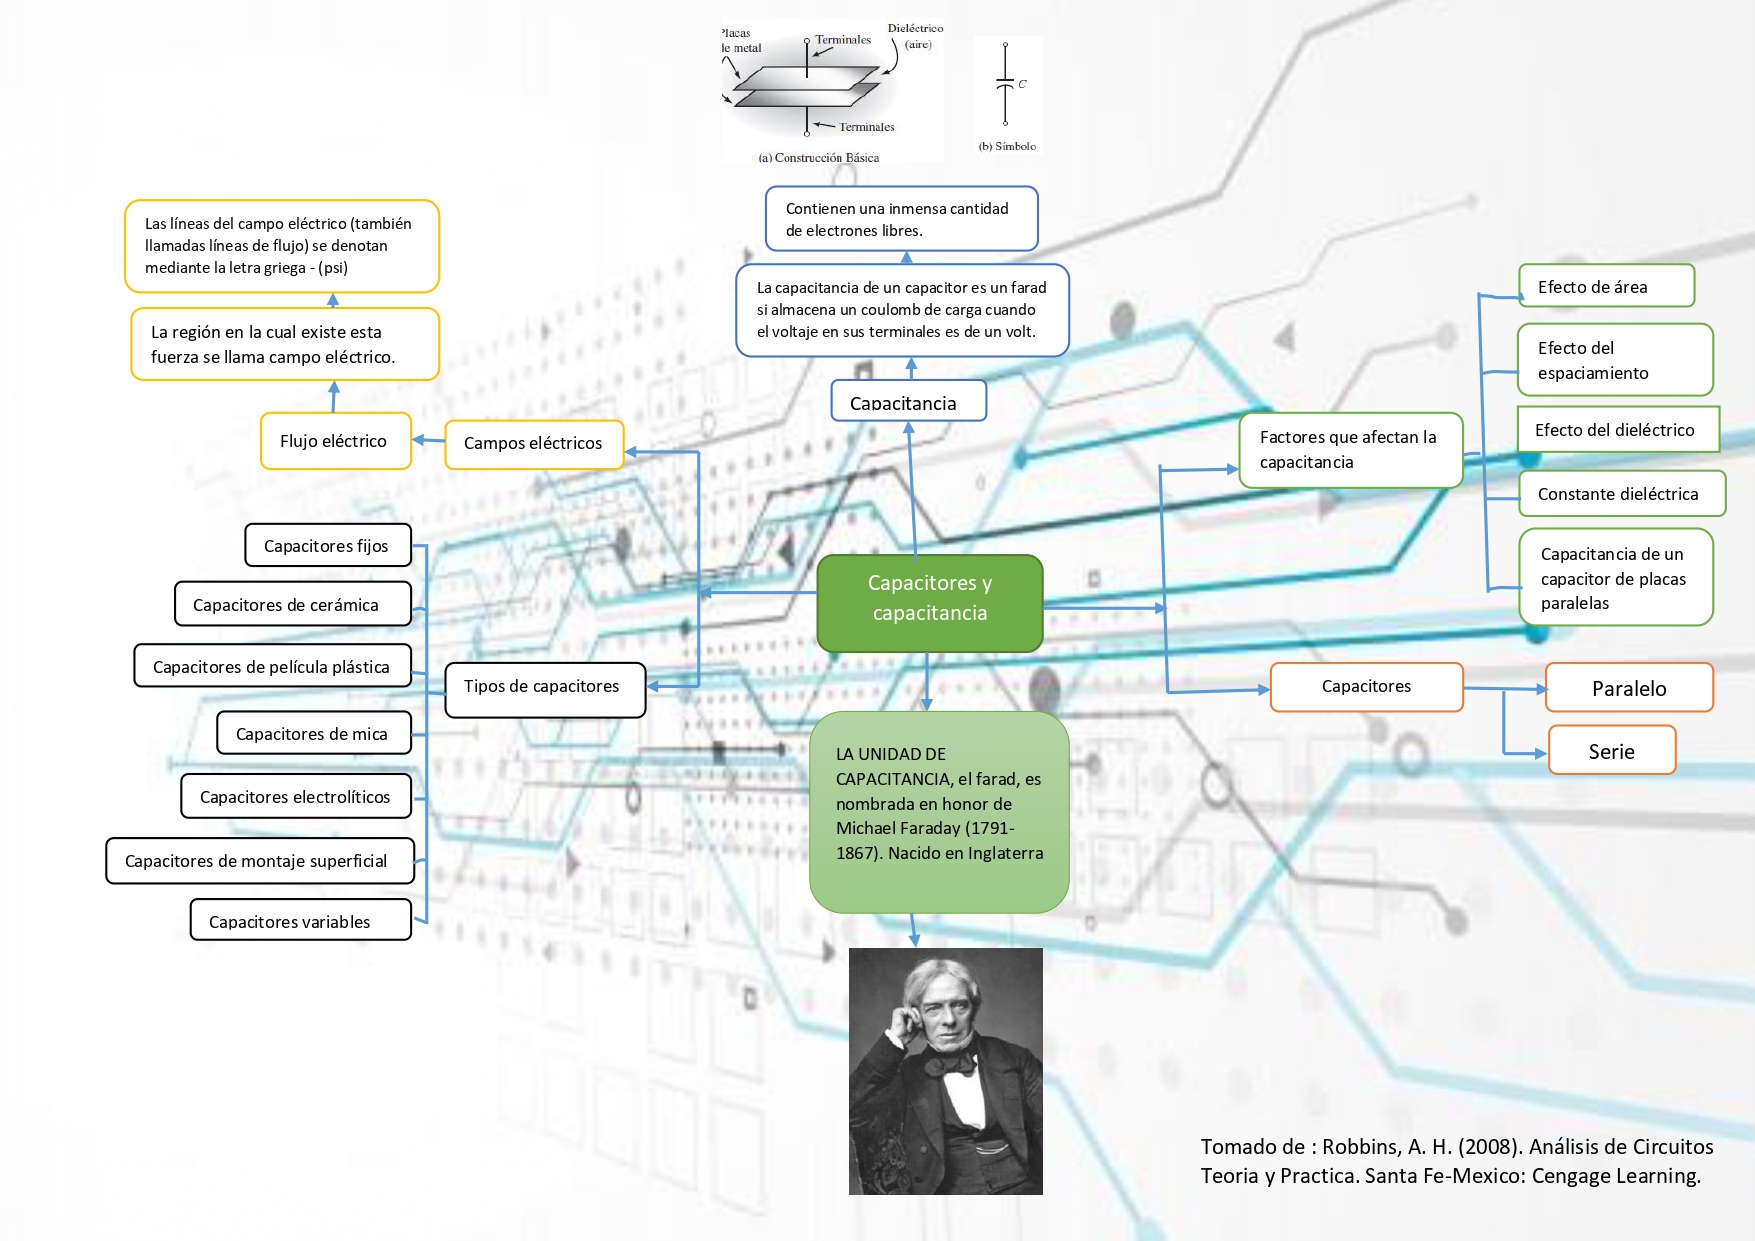 Placas
de metal
Terminales
Dieléctrico
(aire)
Terminales
(a) Construcción Básica
C
(b) Símbolo
Contienen una inmensa cantidad
de electrones libres.
La capacitancia de un capacitor es un farad
si almacena un coulomb de carga cuando
el voltaje en sus terminales es de un volt.
Capacitancia
Las líneas del campo eléctrico (también
llamadas líneas de flujo) se denotan
mediante la letra griega - (psi)
La región en la cual existe esta
fuerza se llama campo eléctrico.
Flujo eléctrico
Campos eléctricos
Capacitores fijos
Capacitores de cerámica
Capacitores de película plástica
Capacitores de mica
Capacitores electrolíticos
Capacitores de montaje superficial
Capacitores variables
Tipos de capacitores
Capacitores y
capacitancia
LA UNIDAD DE
CAPACITANCIA, el farad, es
nombrada en honor de
Michael Faraday (1791-
1867). Nacido en Inglaterra
Factores que afectan la
capacitancia
Efecto de área
Efecto del
espaciamiento
Efecto del dieléctrico
Constante dieléctrica
Capacitancia de un
capacitor de placas
paralelas
Capacitores
Paralelo
Serie
Tomado de : Robbins, A. H. (2008). Análisis de Circuitos
Teoria y Practica. Santa Fe-Mexico: Cengage Learning.